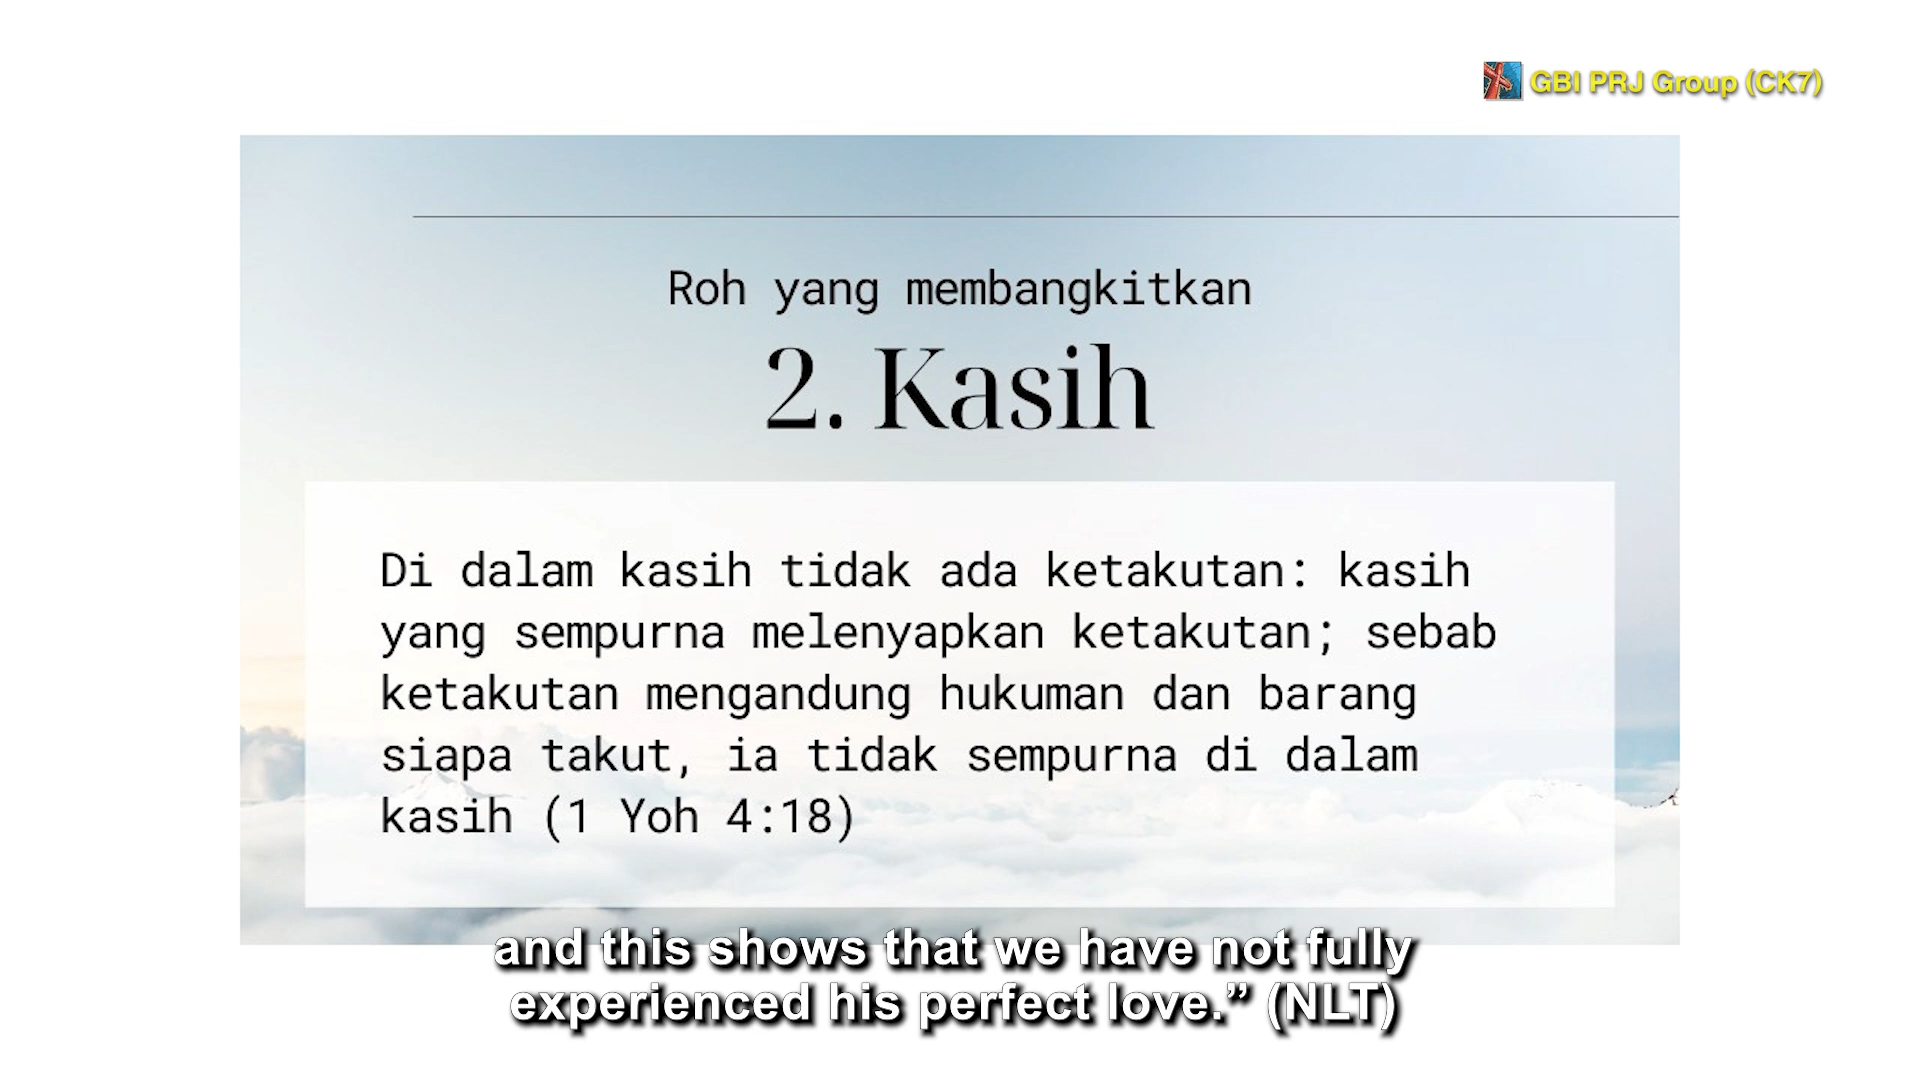 GBI PRJ Group (CK7)
Roh yang membangkitkan
2. Kasih
Di dalam kasih tidak ada ketakutan: kasih
yang sempurna melenyapkan ketakutan; sebab
ketakutan mengandung hukuman dan barang
siapa takut, ia tidak sempurna di dalam
kasih (1 Yoh 4:18)
and this shows that we have not fully
experienced his perfect love.” (NLT)